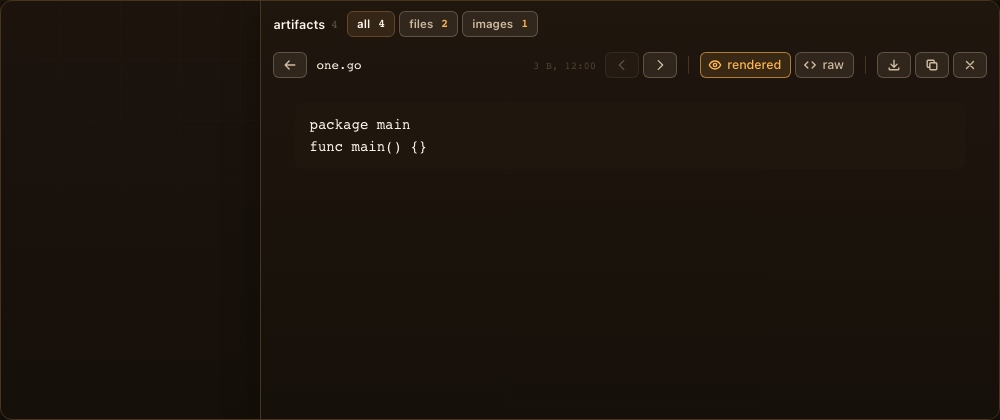 artifacts 4 all 4 files 2 images 1
one.go 3 B, 12:00 rendered raw
package main
func main() {}